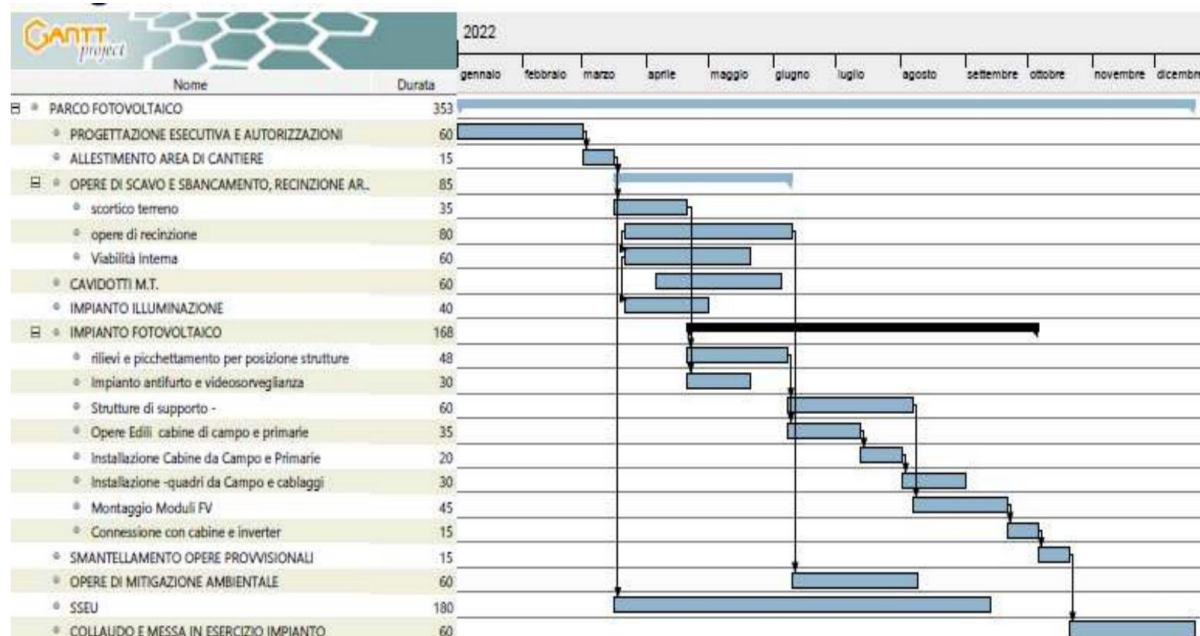 GANTT
project
2022
Nome Durata
gennaio febbraio marzo aprile maggio giugno luglio agosto settembre ottobre novembre dicembre
PARCO FOTOVOLTAICO 353
PROGETTAZIONE ESECUTIVA E AUTORIZZAZIONI 60
ALLESTIMENTO AREA DI CANTIERE 15
OPERE DI SCAVO E SBANCAMENTO, RECINZIONE AR.. 85
scortico terreno 35
opere di recinzione 80
Viabilità Interna 60
CAVIDOTTI M.T. 60
IMPIANTO ILLUMINAZIONE 40
IMPIANTO FOTOVOLTAICO 168
rilievi e picchettamento per posizione strutture 48
Impianto antifurto e videosorveglianza 30
Strutture di supporto - 60
Opere Edili cabine di campo e primarie 35
Installazione Cabine da Campo e Primarie 20
Installazione -quadri da Campo e cablaggi 30
Montaggio Moduli FV 45
Connessione con cabine e inverter 15
SMANTELLAMENTO OPERE PROVVISIONALI 15
OPERE DI MITIGAZIONE AMBIENTALE 60
SSEU 180
COLLAUDO E MESSA IN ESERCIZIO IMPIANTO 60